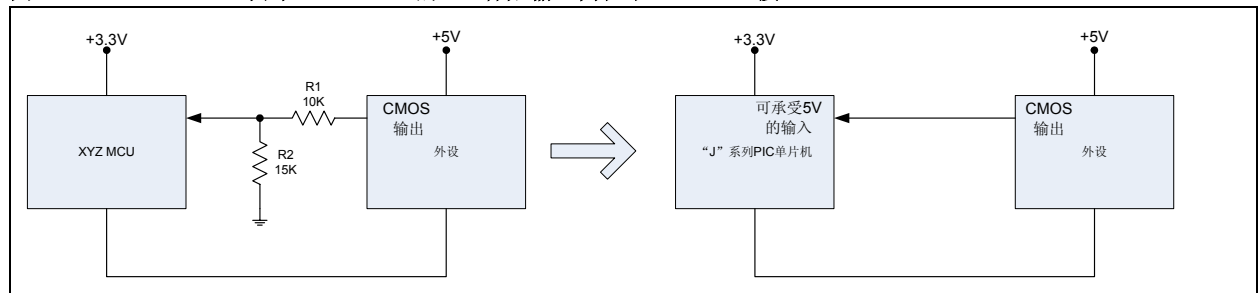 +3.3V
+5V
R1
10K
XYZ MCU
R2
15K
CMOS
输出
外设
+3.3V
+5V
可承受5V
的输入
“J”系列PIC单片机
CMOS
输出
外设